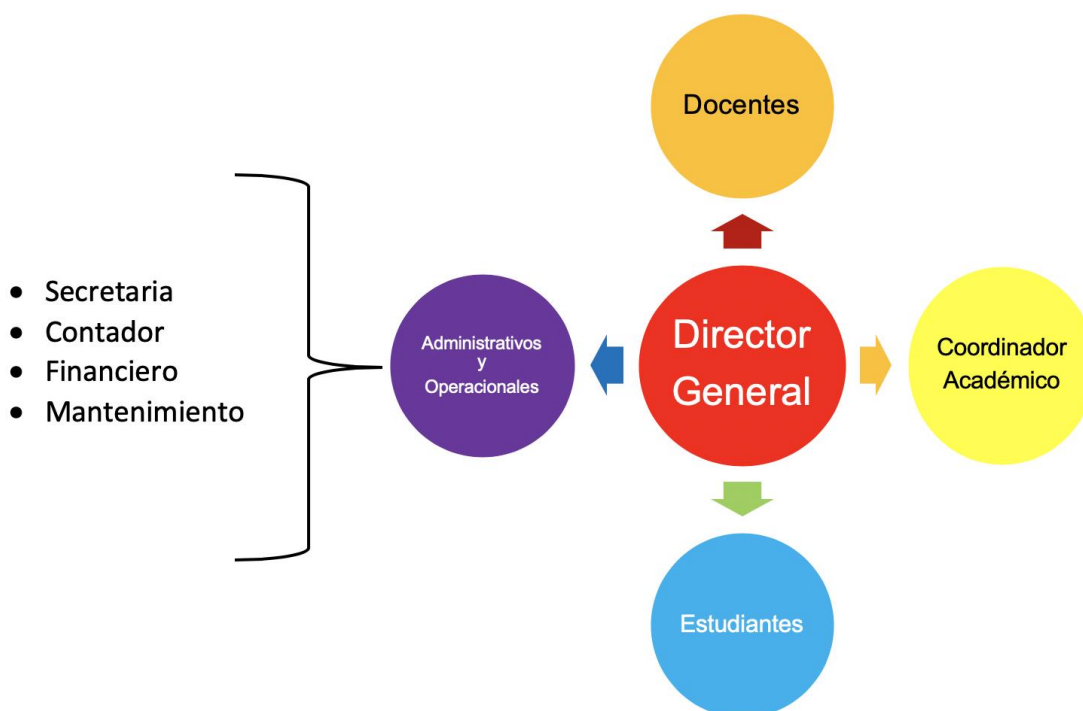 Docentes
• Secretaria
• Contador
• Financiero
• Mantenimiento
Administrativos
y
Operacionales
Director
General
Coordinador
Académico
Estudiantes